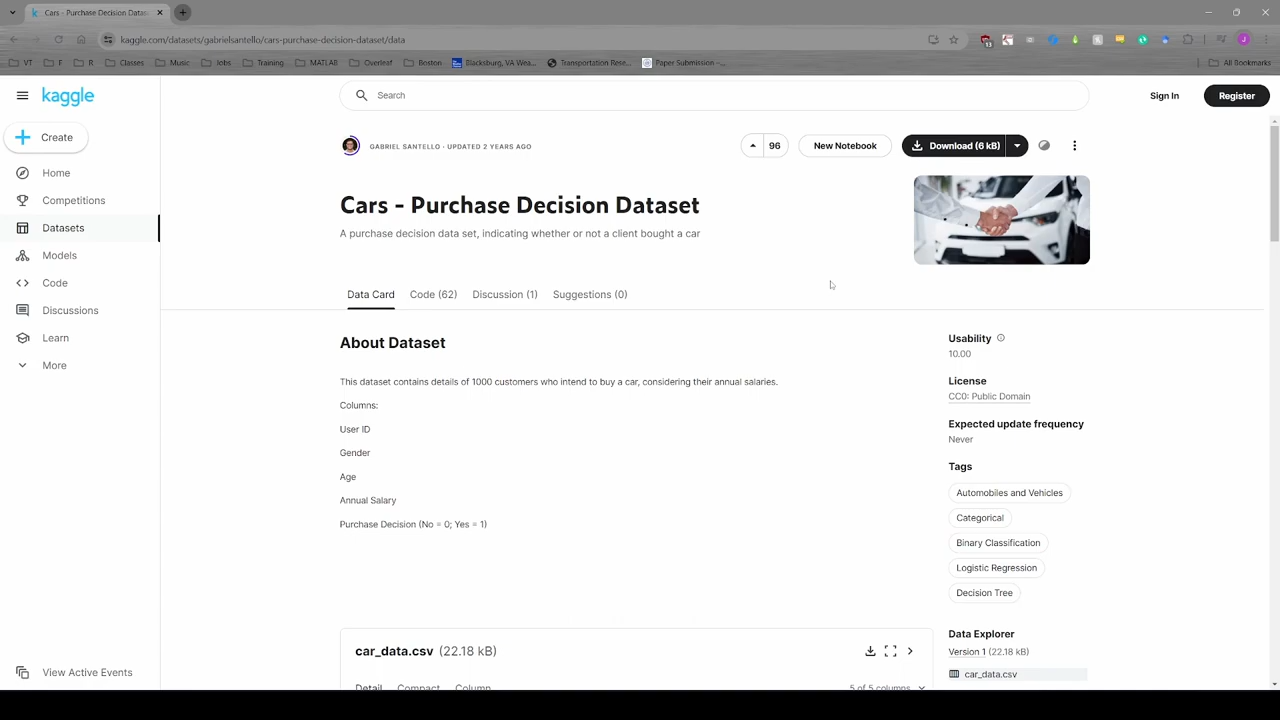 Cars - Purchase Decision Datas
kaggle.com/datasets/gabrielsantello/cars-purchase-decision-dataset/data
VT
F
R
Classes
Music
Jobs
Training
MATLAB
Overleaf
Boston
Blacksburg, VA Wea...
Transportation Rese...
Paper Submission -...
All Bookmarks
kaggle
Search
Sign In
Register
Create
Home
Competitions
Datasets
Models
Code
Discussions
Learn
More
View Active Events
GABRIEL SANTELLO · UPDATED 2 YEARS AGO
96
New Notebook
Download (6 kB)
Cars - Purchase Decision Dataset
A purchase decision data set, indicating whether or not a client bought a car
Data Card
Code (62)
Discussion (1)
Suggestions (0)
About Dataset
This dataset contains details of 1000 customers who intend to buy a car, considering their annual salaries.
Columns:
User ID
Gender
Age
Annual Salary
Purchase Decision (No = 0; Yes = 1)
car_data.csv (22.18 kB)
Detail
Compact
Column
5 of 5 columns
Usability
10.00
License
CC0: Public Domain
Expected update frequency
Never
Tags
Automobiles and Vehicles
Categorical
Binary Classification
Logistic Regression
Decision Tree
Data Explorer
Version 1 (22.18 kB)
car_data.csv